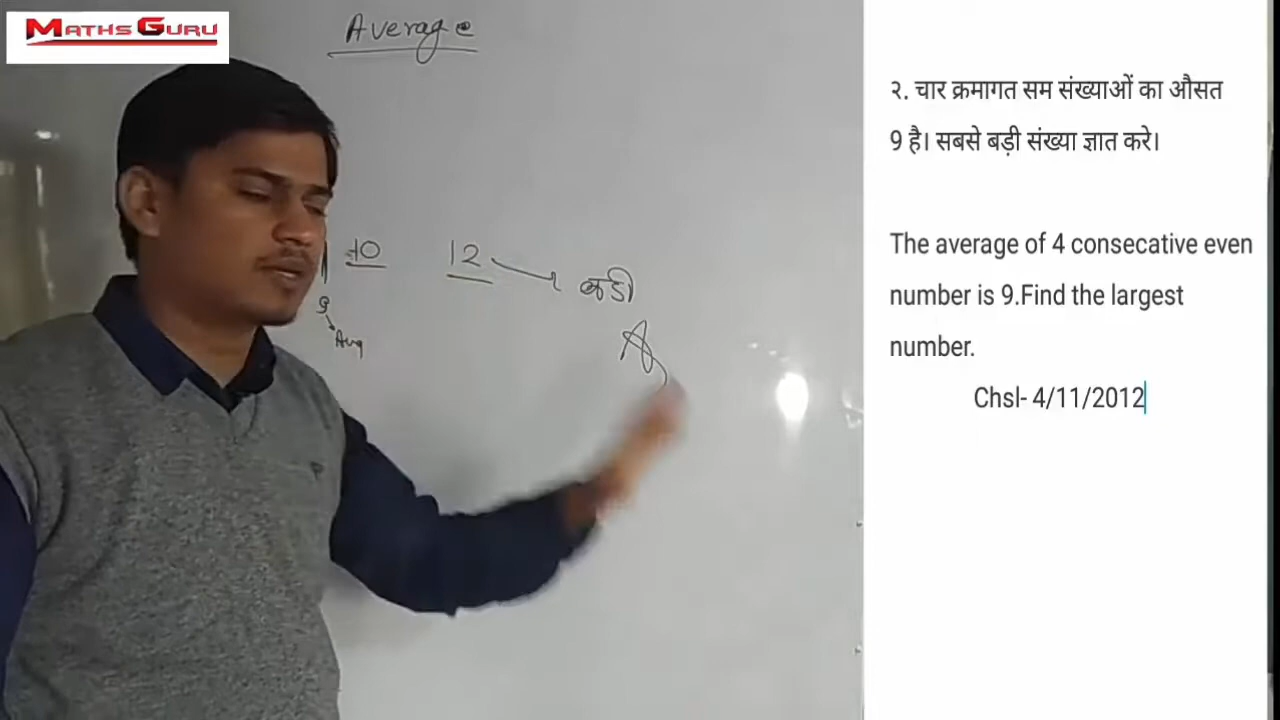 MATHS GURU
Average
10 12 बडी
9
Avg
२. चार क्रमागत सम संख्याओं का औसत
9 है। सबसे बड़ी संख्या ज्ञात करे।
The average of 4 consecative even
number is 9.Find the largest
number.
Chsl- 4/11/2012